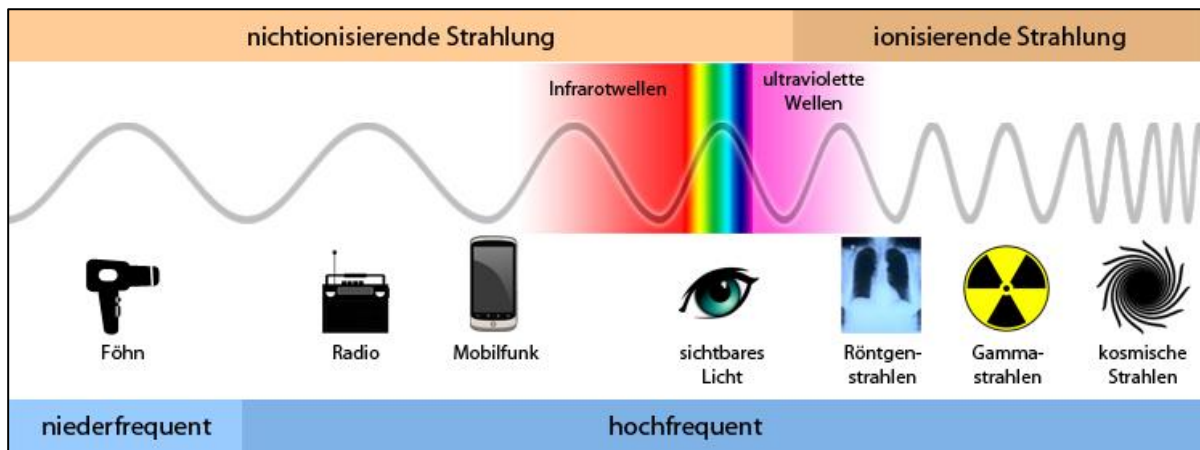 nichtionisierende Strahlung
ionisierende Strahlung
Infrarotwellen
ultraviolette
Wellen
Föhn
Radio
Mobilfunk
sichtbares
Licht
Röntgen-
strahlen
Gamma-
strahlen
kosmische
Strahlen
niederfrequent
hochfrequent